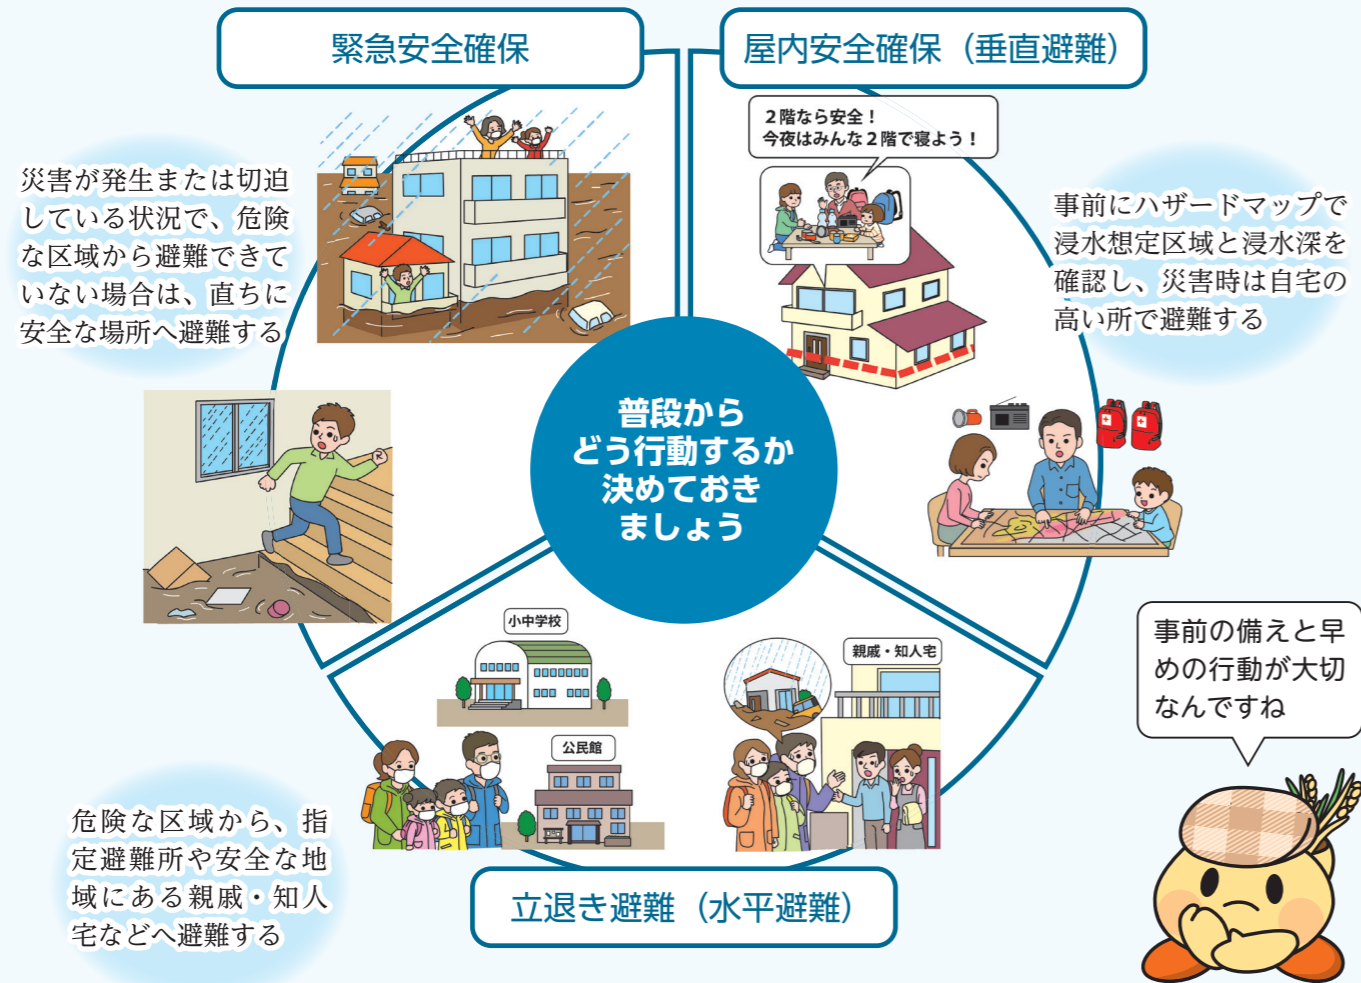 緊急安全確保
屋内安全確保（垂直避難）
２階なら安全！
今夜はみんな２階で寝よう！
災害が発生または切迫
している状況で、危険
な区域から避難できて
いない場合は、直ちに
安全な場所へ避難する
事前にハザードマップで
浸水想定区域と浸水深を
確認し、災害時は自宅の
高い所で避難する
普段から
どう行動するか
決めておき
ましょう
小中学校
公民館
親戚・知人宅
危険な区域から、指
定避難所や安全な地
域にある親戚・知人
宅などへ避難する
立退き避難（水平避難）
事前の備えと早
めの行動が大切
なんですね